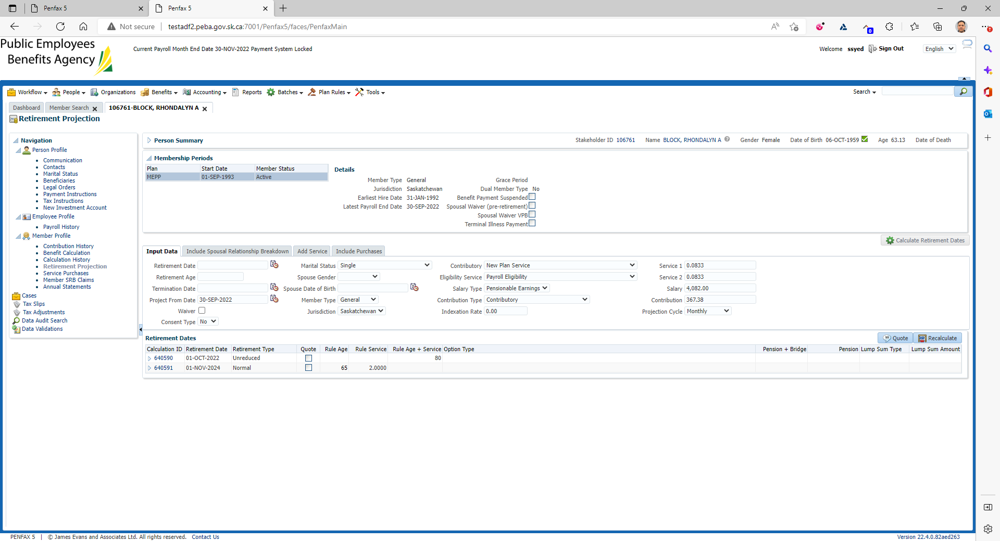 Penfax 5
Penfax 5
Not secure
testadf2.peba.gov.sk.ca:7001/Penfax5/faces/PenfaxMain
0
Public Employees
Benefits Agency
Current Payroll Month End Date 30-NOV-2022 Payment System Locked
Welcome ssyed Sign Out English
Workflow People Organizations Benefits Accounting Reports Batches Plan Rules Tools Search
Dashboard Member Search 106761-BLOCK, RHONDALYN A
Retirement Projection
Navigation
Person Profile
Communication
Contacts
Marital Status
Beneficiaries
Legal Orders
Payment Instructions
Tax Instructions
New Investment Account
Employee Profile
Payroll History
Member Profile
Contribution History
Benefit Calculation
Calculation History
Retirement Projection
Service Purchases
Member SRB Claims
Annual Statements
Cases
Tax Slips
Tax Adjustments
Data Audit Search
Data Validations
Person Summary Stakeholder ID 106761 Name BLOCK, RHONDALYN A Gender Female Date of Birth 06-OCT-1959 Age 63.13 Date of Death
Membership Periods
Plan Start Date Member Status
MEPP 01-SEP-1993 Active
Details
Member Type General Grace Period
Jurisdiction Saskatchewan Dual Member Type No
Earliest Hire Date 31-JAN-1992 Benefit Payment Suspended
Latest Payroll End Date 30-SEP-2022 Spousal Waiver (pre-retirement)
Spousal Waiver VPB
Terminal Illness Payment
Calculate Retirement Dates
Input Data Include Spousal Relationship Breakdown Add Service Include Purchases
Retirement Date Marital Status Single Contributory New Plan Service Service 1 0.0833
Retirement Age Spouse Gender Eligibility Service Payroll Eligibility Service 2 0.0833
Termination Date Spouse Date of Birth Salary Type Pensionable Earnings Salary 4,082.00
Project From Date 30-SEP-2022 Member Type General Contribution Type Contributory Contribution 367.38
Waiver Jurisdiction Saskatchewan Indexation Rate 0.00 Projection Cycle Monthly
Consent Type No
Retirement Dates Quote Recalculate
Calculation ID Retirement Date Retirement Type Quote Rule Age Rule Service Rule Age + Service Option Type Pension + Bridge Pension Lump Sum Type Lump Sum Amount
640590 01-OCT-2022 Unreduced 80
640591 01-NOV-2024 Normal 65 2.0000
PENFAX 5 | © James Evans and Associates Ltd. All rights reserved. Contact Us Version 22.4.0.82aed263